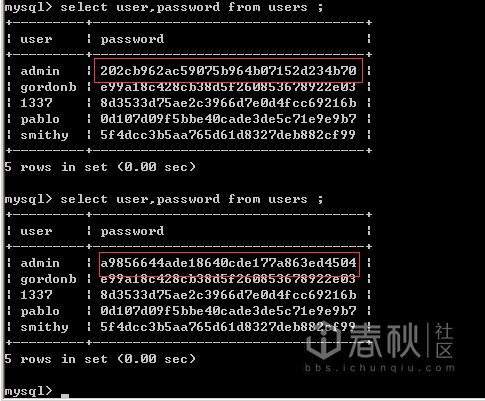 mysql> select user,password from users ;
+---------+----------------------------------+
| user | password |
+---------+----------------------------------+
| admin | 202cb962ac59075b964b07152d234b70 |
| gordonb | e99a18c428cb38d5f260853678922e03 |
| 1337 | 8d3533d75ae2c3966d7e0d4fcc69216b |
| pablo | 0d107d09f5bbe40cade3de5c71e9e9b7 |
| smithy | 5f4dcc3b5aa765d61d8327deb882cf99 |
+---------+----------------------------------+
5 rows in set (0.00 sec)
mysql> select user,password from users ;
+---------+----------------------------------+
| user | password |
+---------+----------------------------------+
| admin | a9856644ade18640cde177a863ed4504 |
| gordonb | e99a18c428cb38d5f260853678922e03 |
| 1337 | 8d3533d75ae2c3966d7e0d4fcc69216b |
| pablo | 0d107d09f5bbe40cade3de5c71e9e9b7 |
| smithy | 5f4dcc3b5aa765d61d8327deb882cf99 |
+---------+----------------------------------+
5 rows in set (0.00 sec)
mysql> _
春秋 社区
bbs.ichunqiu.com